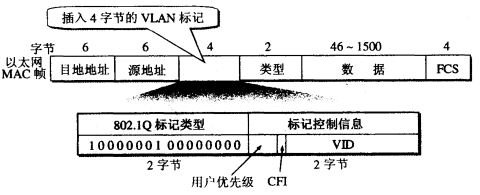 插入 4 字节的 VLAN 标记
字节 6 6 4 2 46～1500 4
以太网
MAC 帧
目地地址 源地址 类型 数 据 FCS
802.1Q 标记类型 标记控制信息
10000001 00000000 VID
2字节 2 字节
用户优先级 CFI